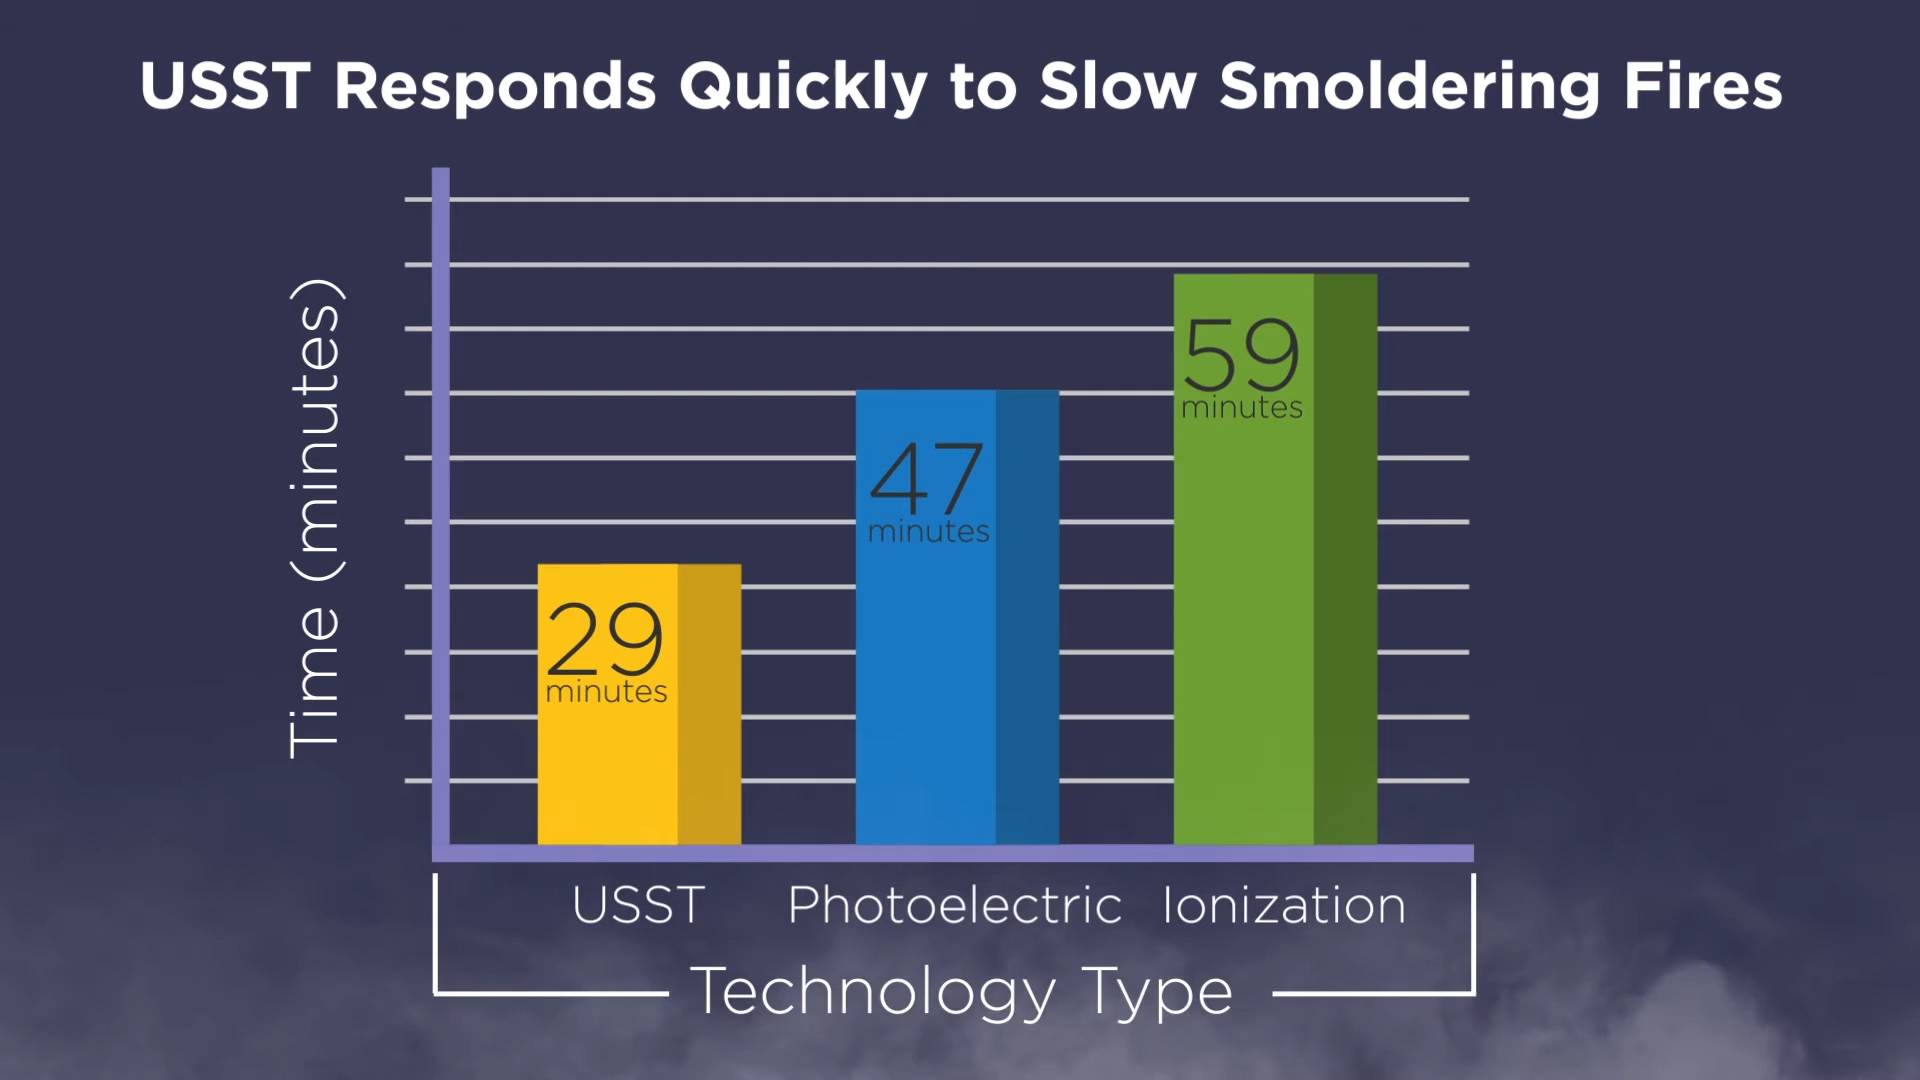 USST Responds Quickly to Slow Smoldering Fires
Time (minutes)
29
minutes
47
minutes
59
minutes
USST Photoelectric Ionization
Technology Type